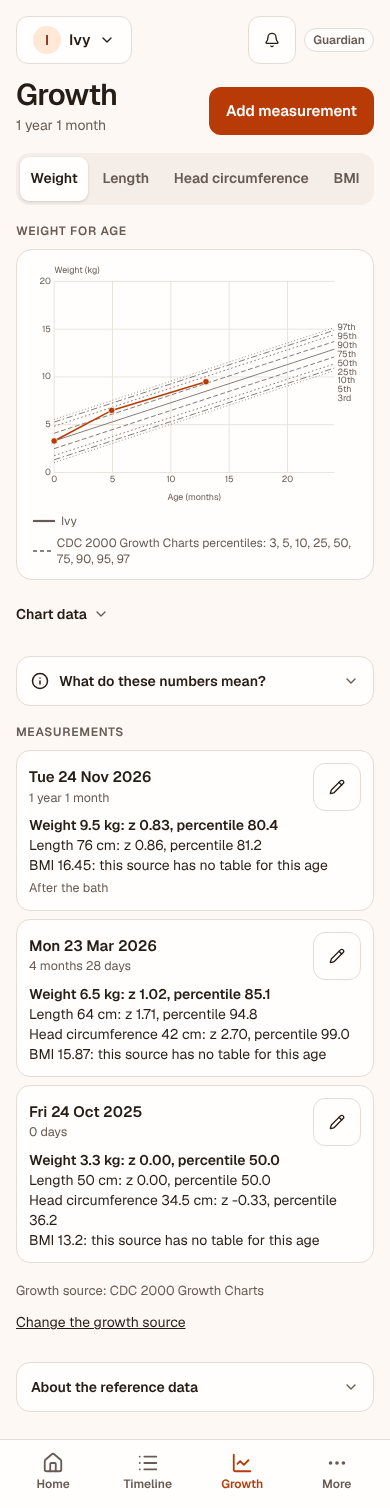 I Ivy
Guardian
Growth
1 year 1 month
Add measurement
Weight Length Head circumference BMI
WEIGHT FOR AGE
Weight (kg)
20
15
10
5
0
97th
95th
90th
75th
50th
25th
10th
5th
3rd
0 5 10 15 20
Age (months)
Ivy
CDC 2000 Growth Charts percentiles: 3, 5, 10, 25, 50,
75, 90, 95, 97
Chart data
What do these numbers mean?
MEASUREMENTS
Tue 24 Nov 2026
1 year 1 month
Weight 9.5 kg: z 0.83, percentile 80.4
Length 76 cm: z 0.86, percentile 81.2
BMI 16.45: this source has no table for this age
After the bath
Mon 23 Mar 2026
4 months 28 days
Weight 6.5 kg: z 1.02, percentile 85.1
Length 64 cm: z 1.71, percentile 94.8
Head circumference 42 cm: z 2.70, percentile 99.0
BMI 15.87: this source has no table for this age
Fri 24 Oct 2025
0 days
Weight 3.3 kg: z 0.00, percentile 50.0
Length 50 cm: z 0.00, percentile 50.0
Head circumference 34.5 cm: z -0.33, percentile
36.2
BMI 13.2: this source has no table for this age
Growth source: CDC 2000 Growth Charts
Change the growth source
About the reference data
Home Timeline Growth More